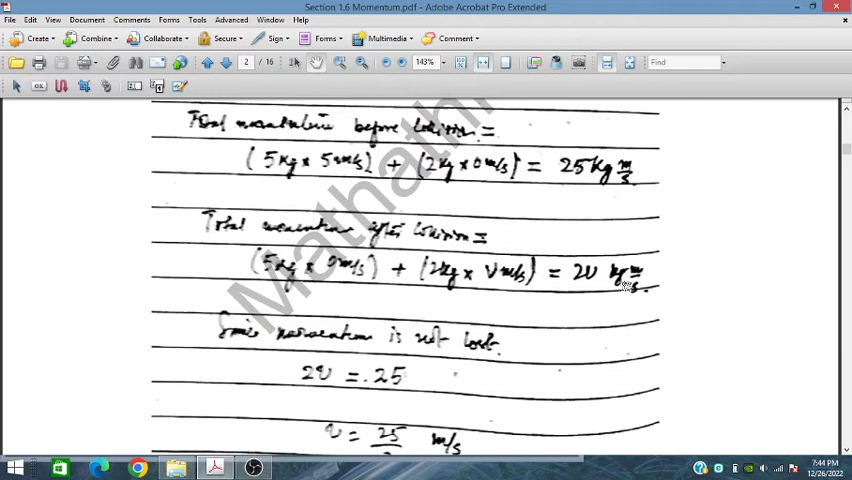 Section 1.6 Momentum.pdf - Adobe Acrobat Pro Extended
File Edit View Document Comments Forms Tools Advanced Window Help
Create Combine Collaborate Secure Sign Forms Multimedia Comment
2 / 16 143% Find
Total momentum before collision =
(5kg x 5m/s) + (2kg x 0m/s) = 25 kg m/s.
Total momentum after collision =
(5kg x 0m/s) + (2kg x v m/s) = 2v kg m/s.
Since momentum is not lost.
2v = 25
v = 25 m/s
Mathath
7:44 PM
12/26/2022